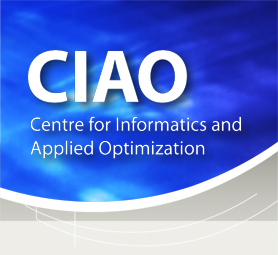 CIAO
Centre for Informatics and
Applied Optimization